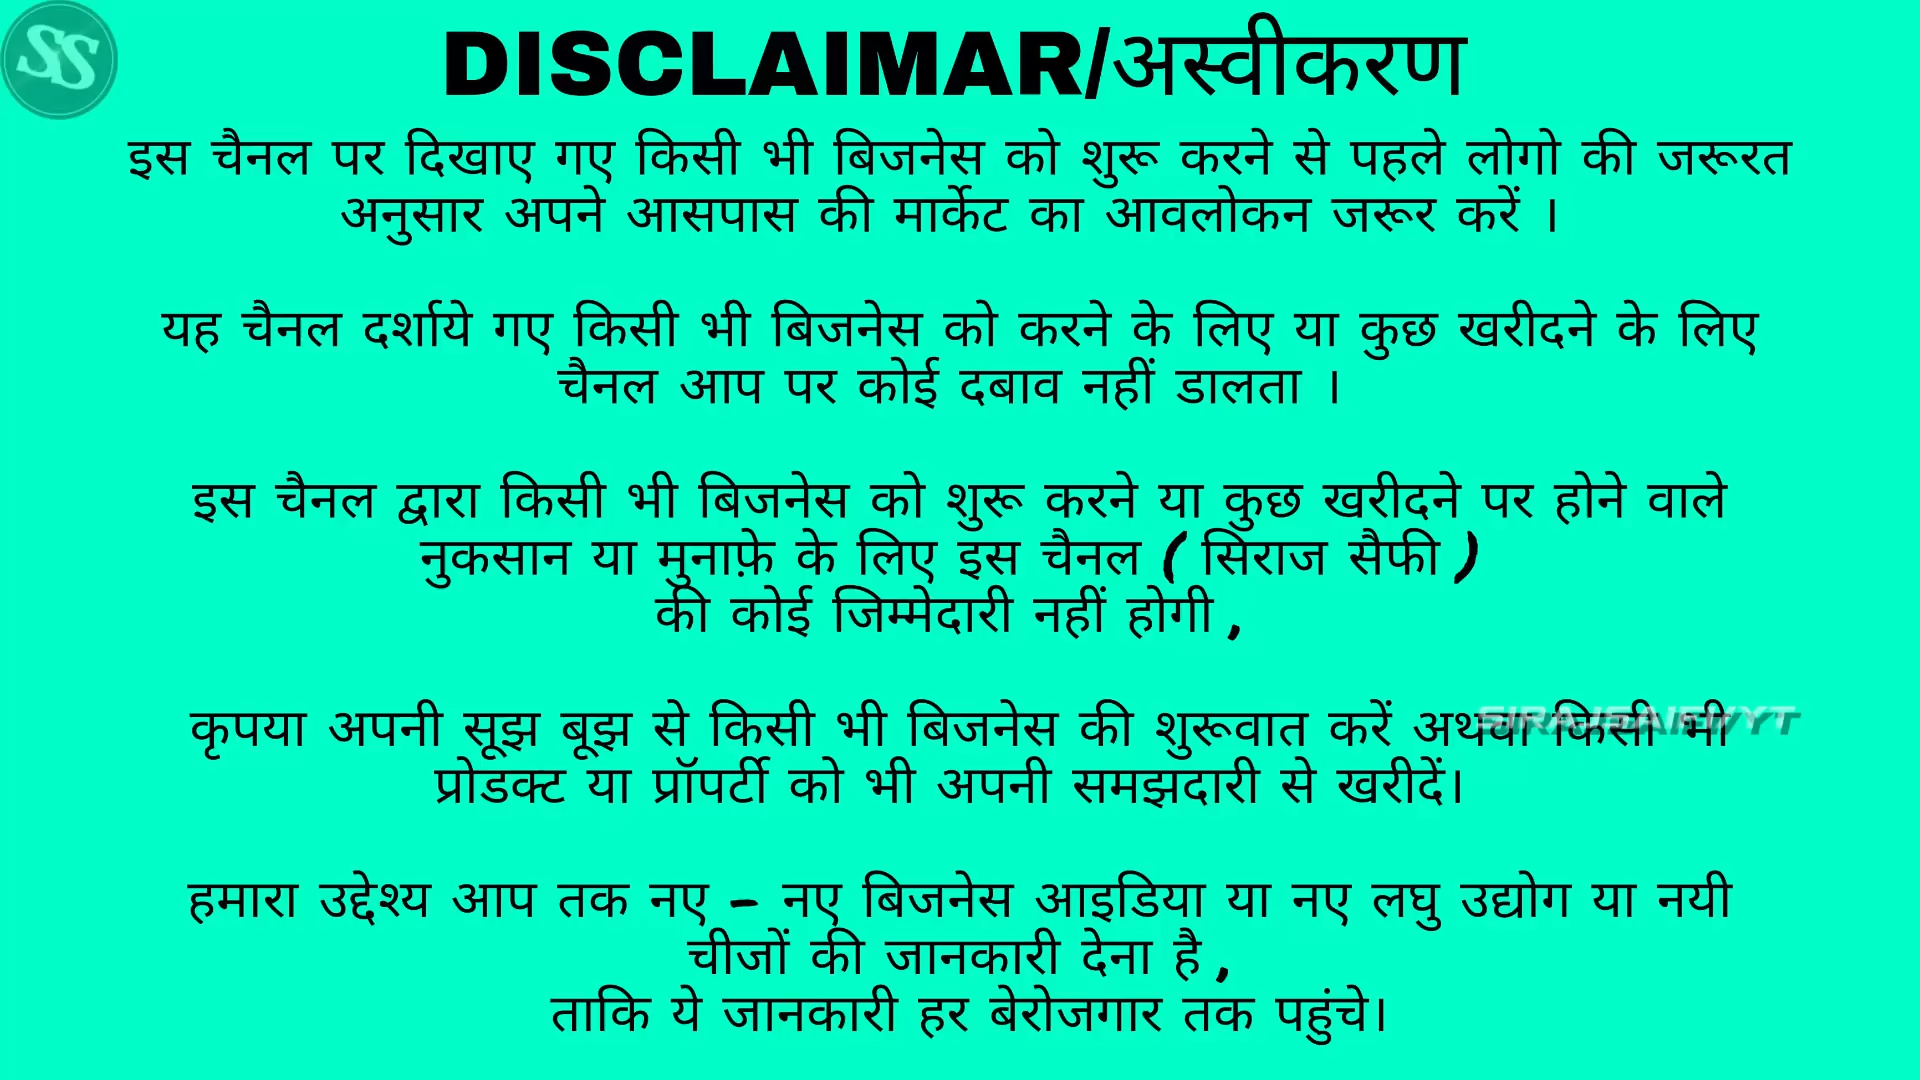 SS
DISCLAIMAR/अस्वीकरण
इस चैनल पर दिखाए गए किसी भी बिजनेस को शुरू करने से पहले लोगो की जरूरत
अनुसार अपने आसपास की मार्केट का आवलोकन जरूर करें ।
यह चैनल दर्शाये गए किसी भी बिजनेस को करने के लिए या कुछ खरीदने के लिए
चैनल आप पर कोई दबाव नहीं डालता ।
इस चैनल द्वारा किसी भी बिजनेस को शुरू करने या कुछ खरीदने पर होने वाले
नुकसान या मुनाफ़े के लिए इस चैनल ( सिराज सैफी )
की कोई जिम्मेदारी नहीं होगी ,
कृपया अपनी सूझ बूझ से किसी भी बिजनेस की शुरूवात करें अथवा किसी भी
SIRAJSAIFIYT
प्रोडक्ट या प्रॉपर्टी को भी अपनी समझदारी से खरीदें।
हमारा उद्देश्य आप तक नए - नए बिजनेस आइडिया या नए लघु उद्योग या नयी
चीजों की जानकारी देना है ,
ताकि ये जानकारी हर बेरोजगार तक पहुंचे।